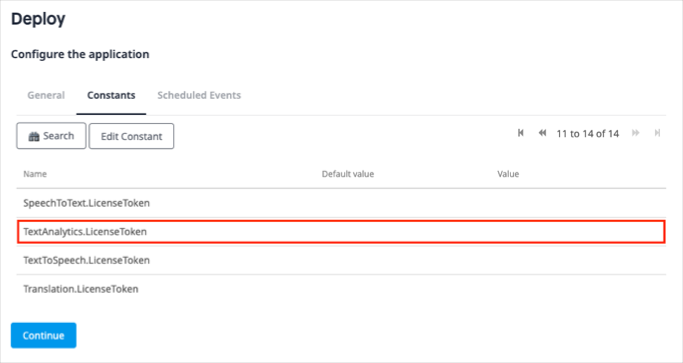 Deploy
Configure the application
General Constants Scheduled Events
Search Edit Constant 11 to 14 of 14
Name Default value Value
SpeechToText.LicenseToken
TextAnalytics.LicenseToken
TextToSpeech.LicenseToken
Translation.LicenseToken
Continue